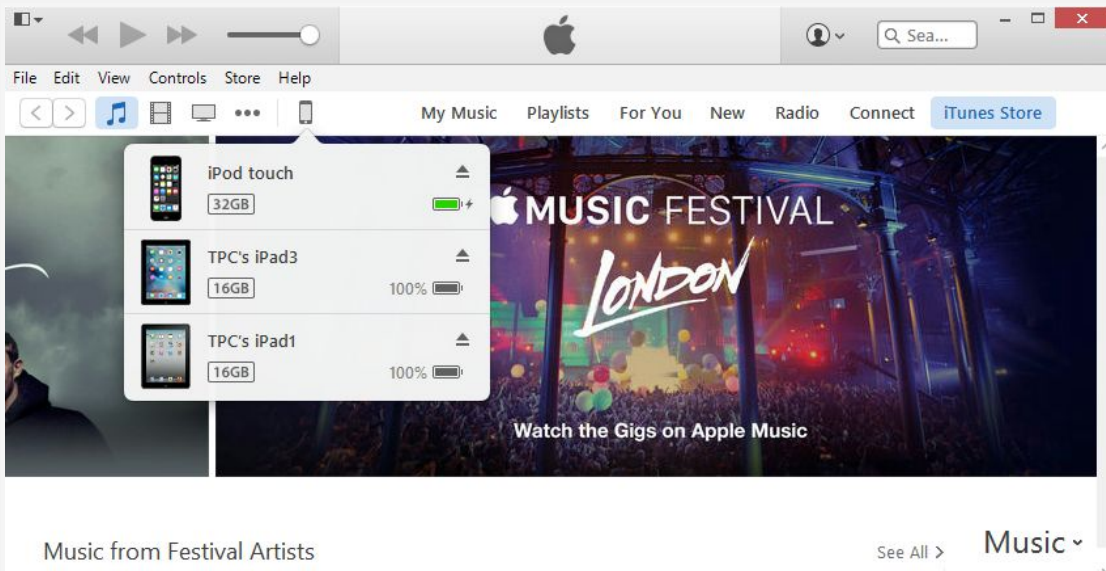 Sea...
File Edit View Controls Store Help
My Music Playlists For You New Radio Connect iTunes Store
iPod touch
32GB
TPC's iPad3
16GB
100%
TPC's iPad1
16GB
100%
MUSIC FESTIVAL
LONDON
Watch the Gigs on Apple Music
Music from Festival Artists
See All >
Music